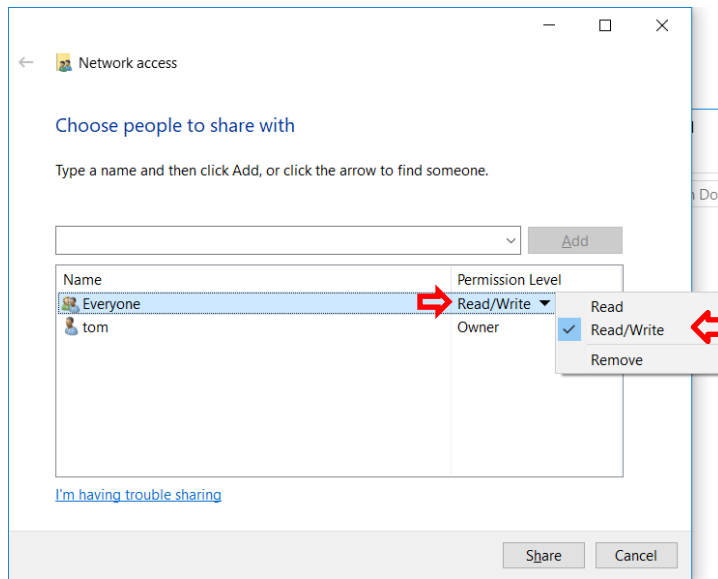 Network access
Choose people to share with
Type a name and then click Add, or click the arrow to find someone.
Add
Name Permission Level
Everyone Read/Write
tom Owner
Read
Read/Write
Remove
I'm having trouble sharing
Share Cancel